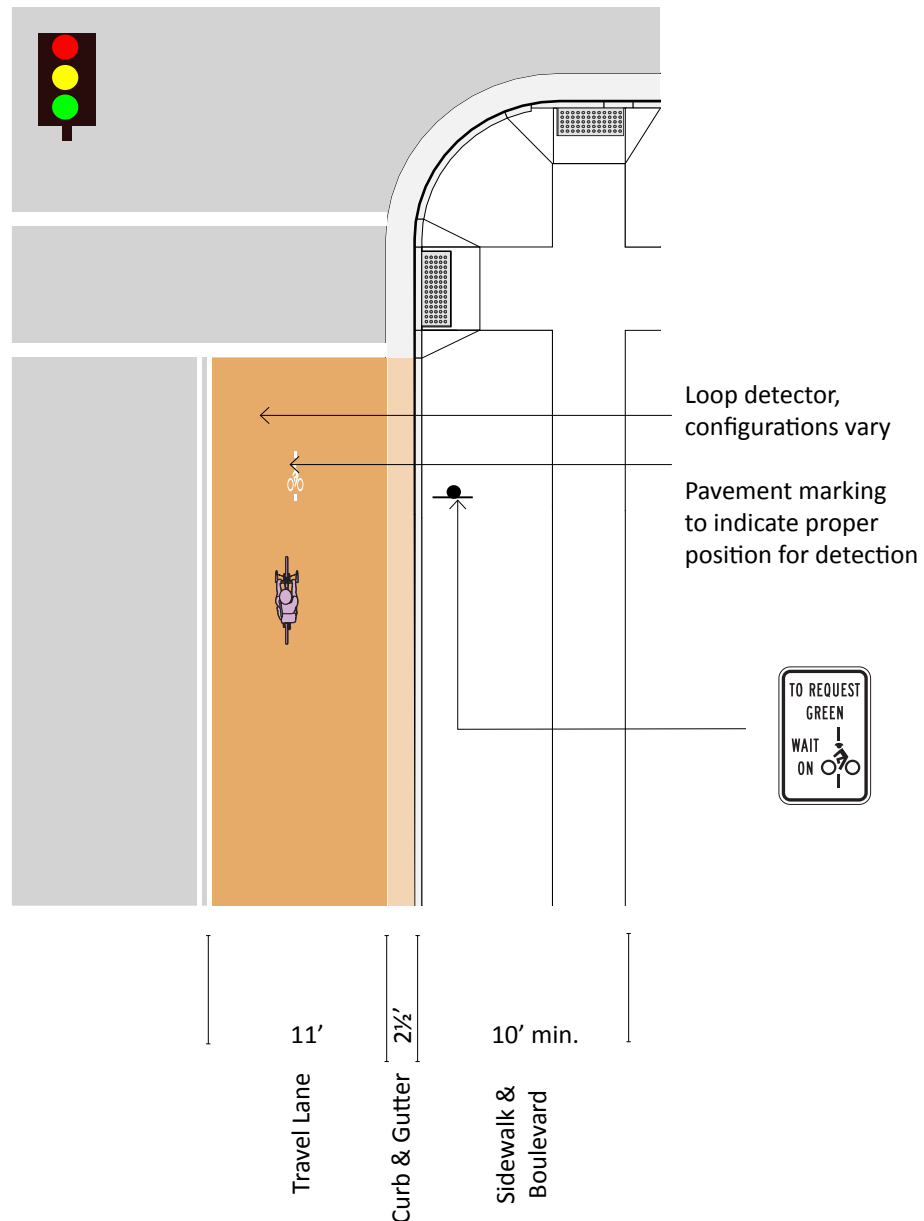 Loop detector,
configurations vary
Pavement marking
to indicate proper
position for detection
TO REQUEST
GREEN
WAIT
ON
11’
2½’
10’ min.
Travel Lane
Curb & Gutter
Sidewalk &
Boulevard